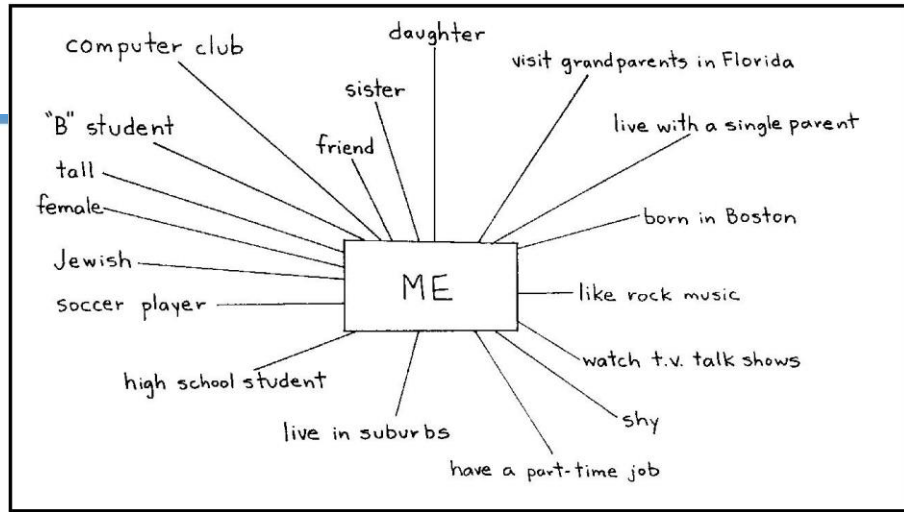 daughter
computer club
visit grandparents in Florida
sister
"B" student
live with a single parent
friend
tall
female
born in Boston
Jewish
ME
like rock music
soccer player
watch t.v. talk shows
high school student
shy
live in suburbs
have a part-time job